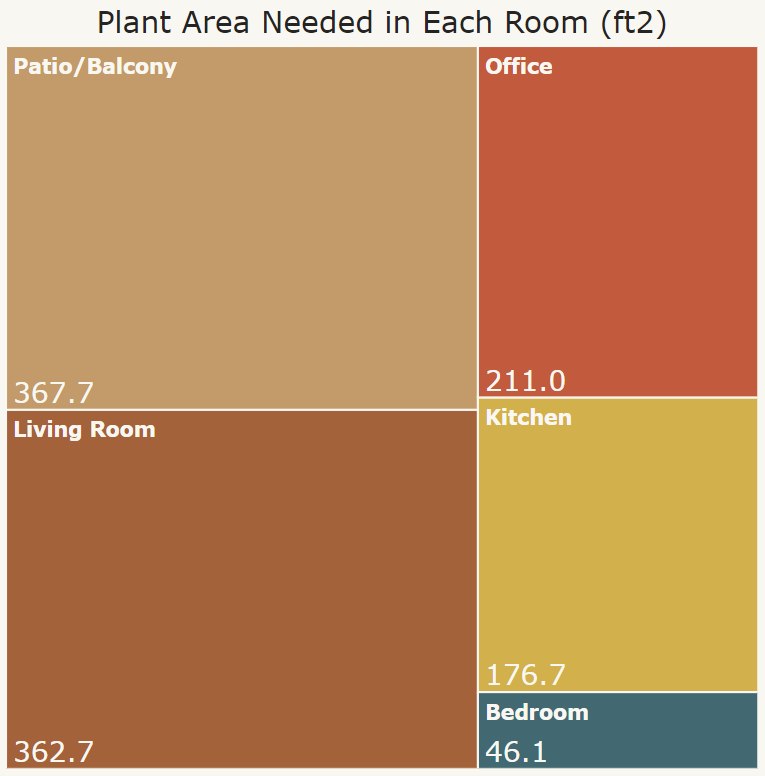 Plant Area Needed in Each Room (ft2)
Patio/Balcony
367.7
Living Room
362.7
Office
211.0
Kitchen
176.7
Bedroom
46.1